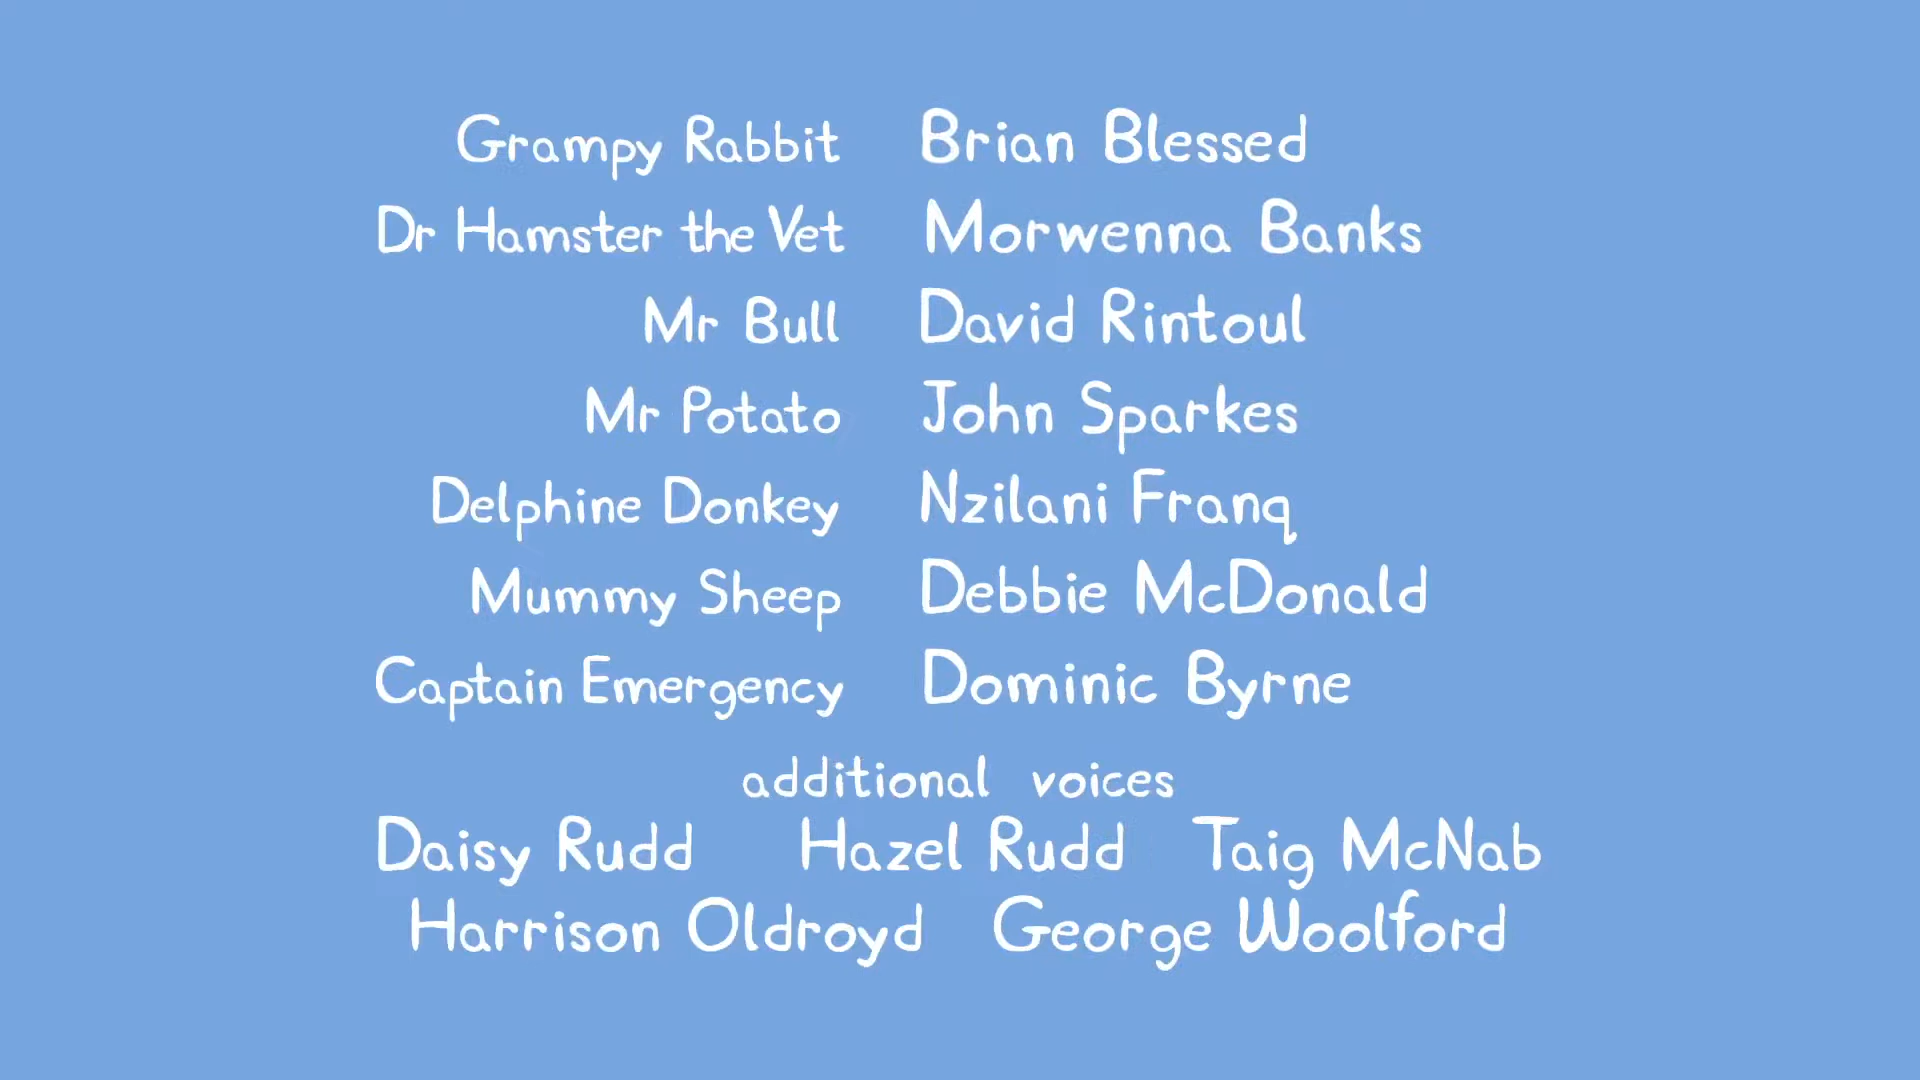 Grampy Rabbit Brian Blessed
Dr Hamster the Vet Morwenna Banks
Mr Bull David Rintoul
Mr Potato John Sparkes
Delphine Donkey Nzilani Franq
Mummy Sheep Debbie McDonald
Captain Emergency Dominic Byrne
additional voices
Daisy Rudd Hazel Rudd Taig McNab
Harrison Oldroyd George Woolford